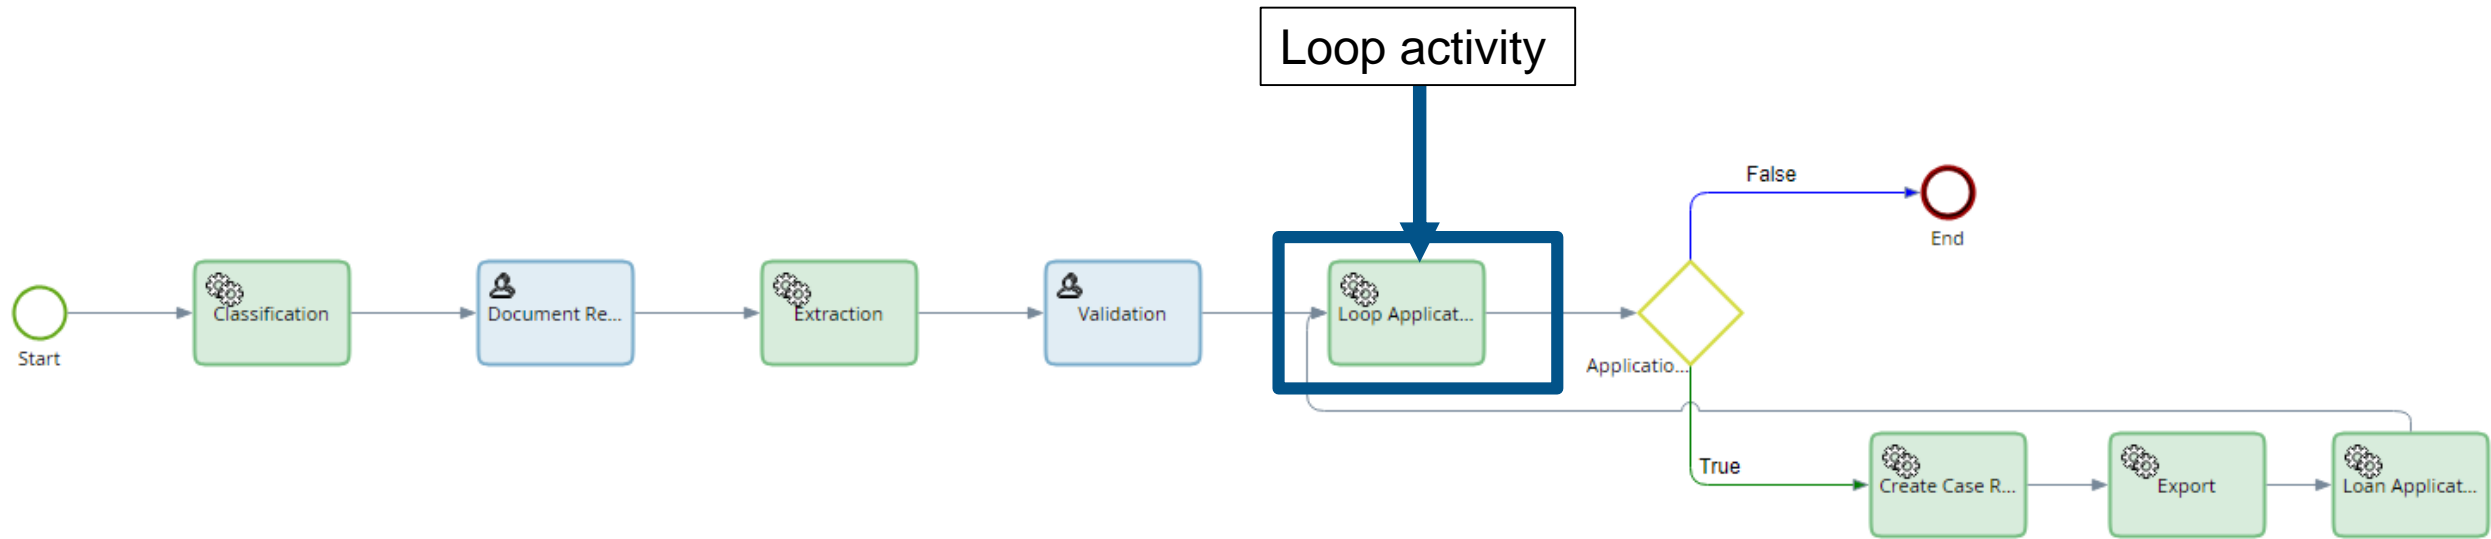 Loop activity
False
End
Start
Classification
Document Re...
Extraction
Validation
Loop Applicat...
Applicatio...
True
Create Case R...
Export
Loan Applicat...